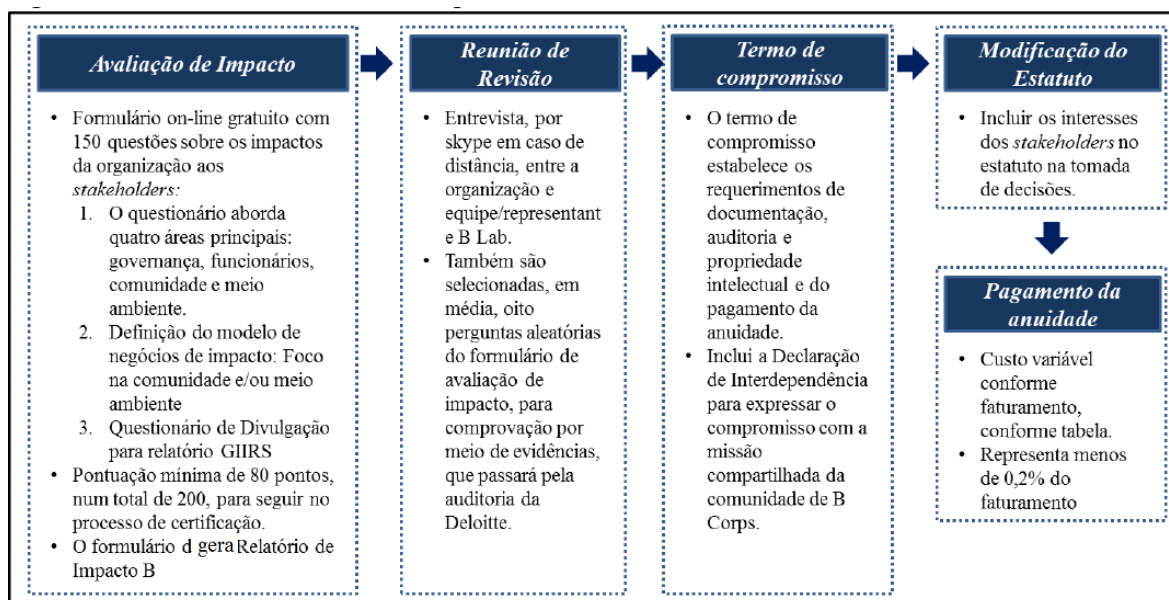 Avaliação de Impacto
• Formulário on-line gratuito com
150 questões sobre os impactos
da organização aos
stakeholders:
1. O questionário aborda
quatro áreas principais:
governança, funcionários,
comunidade e meio
ambiente.
2. Definição do modelo de
negócios de impacto: Foco
na comunidade e/ou meio
ambiente
3. Questionário de Divulgação
para relatório GIIRS
• Pontuação mínima de 80 pontos,
num total de 200, para seguir no
processo de certificação.
• O formulário d gera Relatório de
Impacto B
Reunião de
Revisão
• Entrevista, por
skype em caso de
distância, entre a
organização e
equipe/representant
e B Lab.
• Também são
selecionadas, em
média, oito
perguntas aleatórias
do formulário de
avaliação de
impacto, para
comprovação por
meio de evidências,
que passará pela
auditoria da
Deloitte.
Termo de
compromisso
• O termo de
compromisso
estabelece os
requerimentos de
documentação,
auditoria e
propriedade
intelectual e do
pagamento da
anuidade.
• Inclui a Declaração
de Interdependência
para expressar o
compromisso com a
missão
compartilhada da
comunidade de B
Corps.
Modificação do
Estatuto
• Incluir os interesses
dos stakeholders no
estatuto na tomada
de decisões.
Pagamento da
anuidade
• Custo variável
conforme
faturamento,
conforme tabela.
• Representa menos
de 0,2% do
faturamento